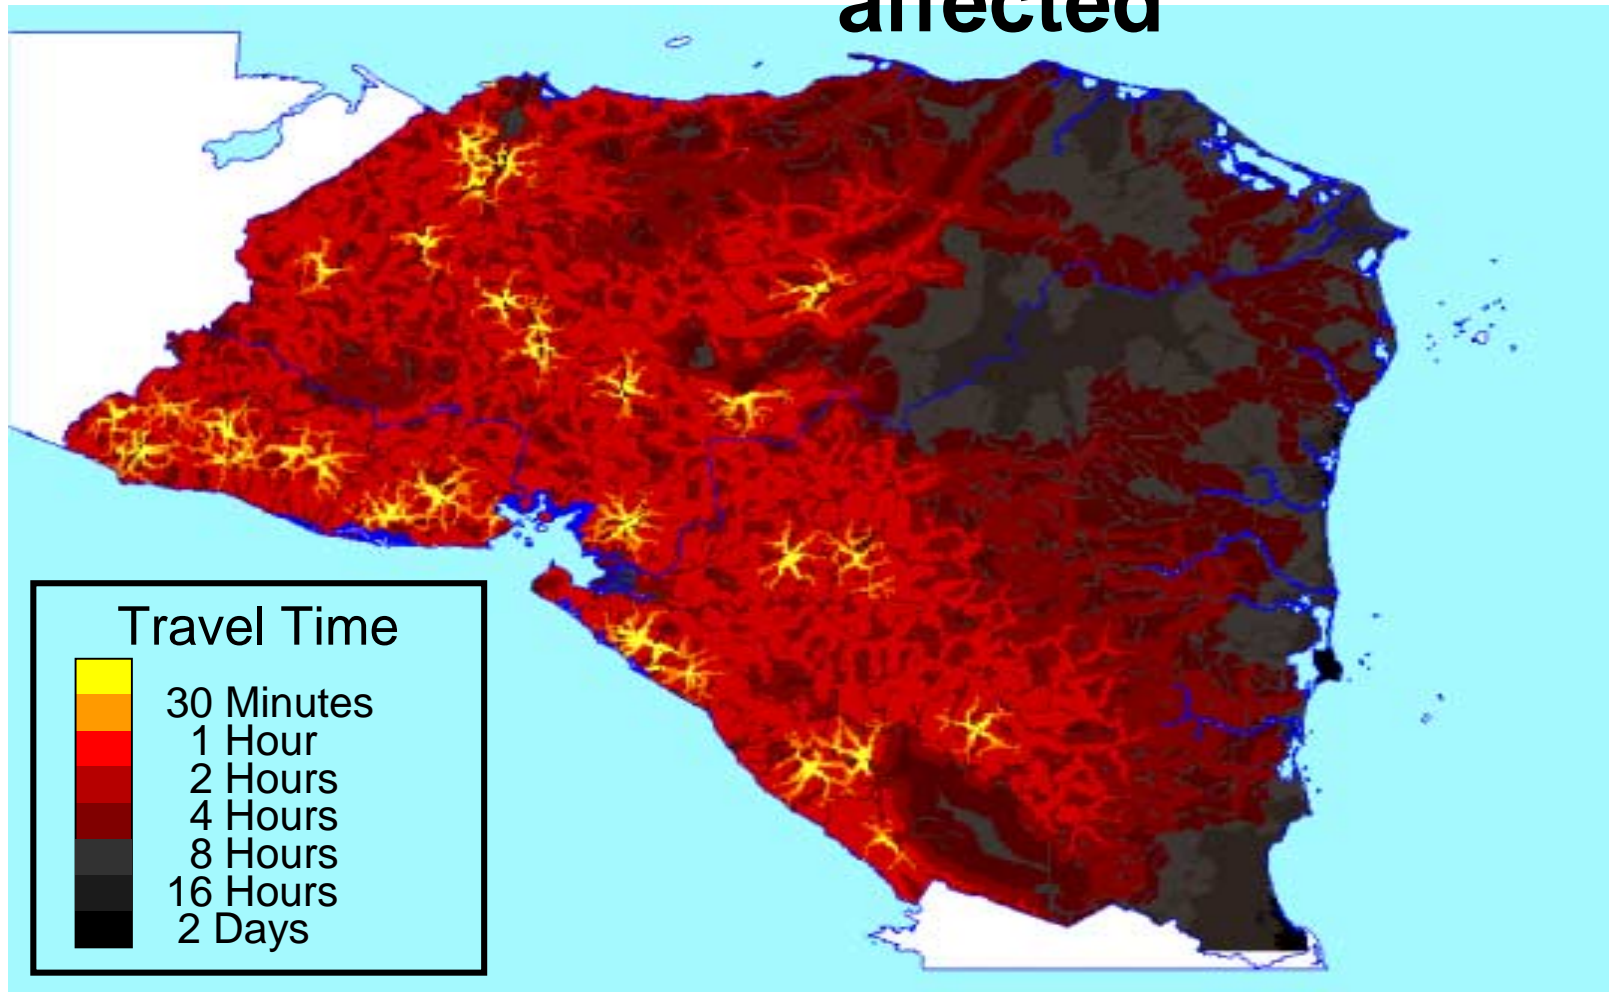 affected
Travel Time
30 Minutes
1 Hour
2 Hours
4 Hours
8 Hours
16 Hours
2 Days